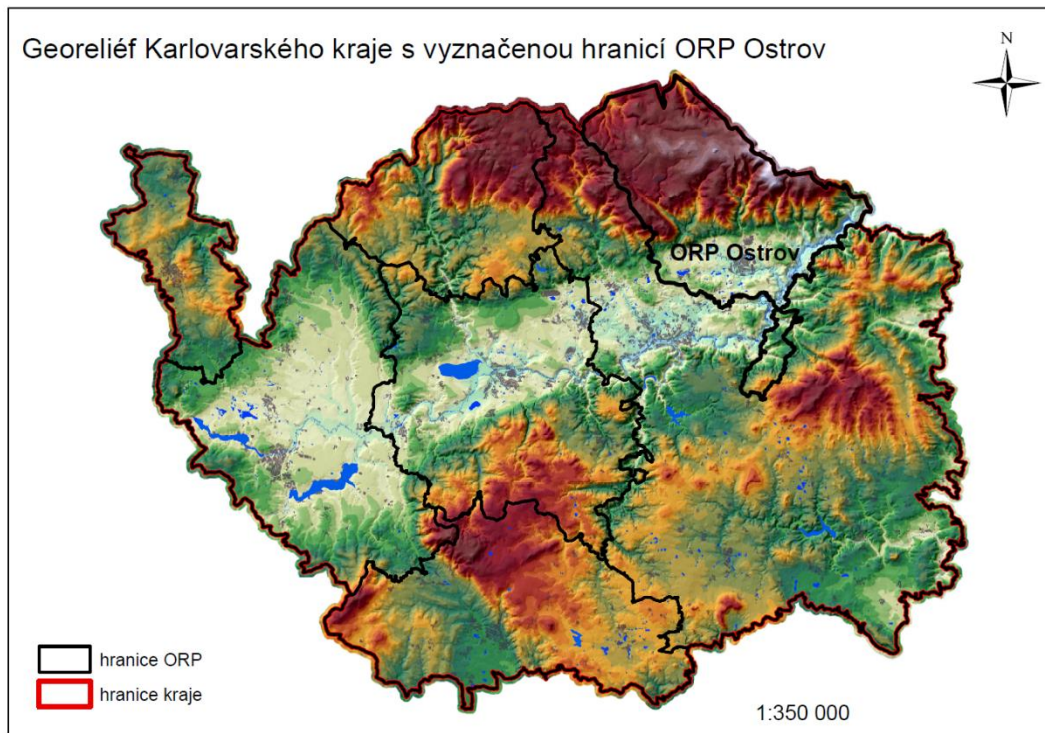 Georeliéf Karlovarského kraje s vyznačenou hranicí ORP Ostrov
N
ORP Ostrov
hranice ORP
hranice kraje
1:350 000